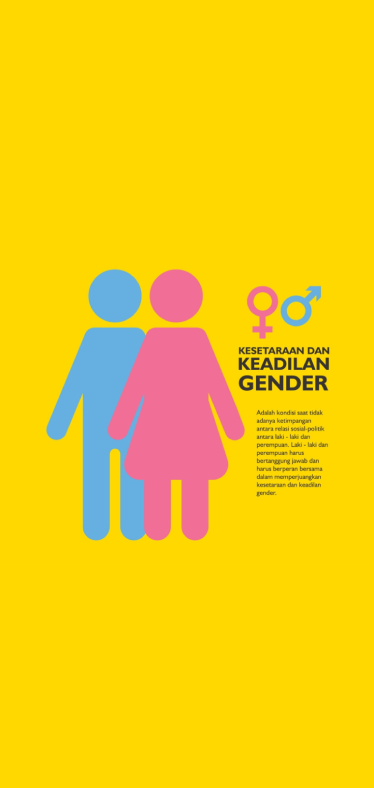 KESETARAAN DAN
KEADILAN
GENDER
Adalah kondisi saat tidak
adanya ketimpangan
antara relasi sosial-politik
antara laki - laki dan
perempuan. Laki - laki dan
perempuan harus
bertanggung jawab dan
harus berperan bersama
dalam memperjuangkan
kesetaraan dan keadilan
gender.